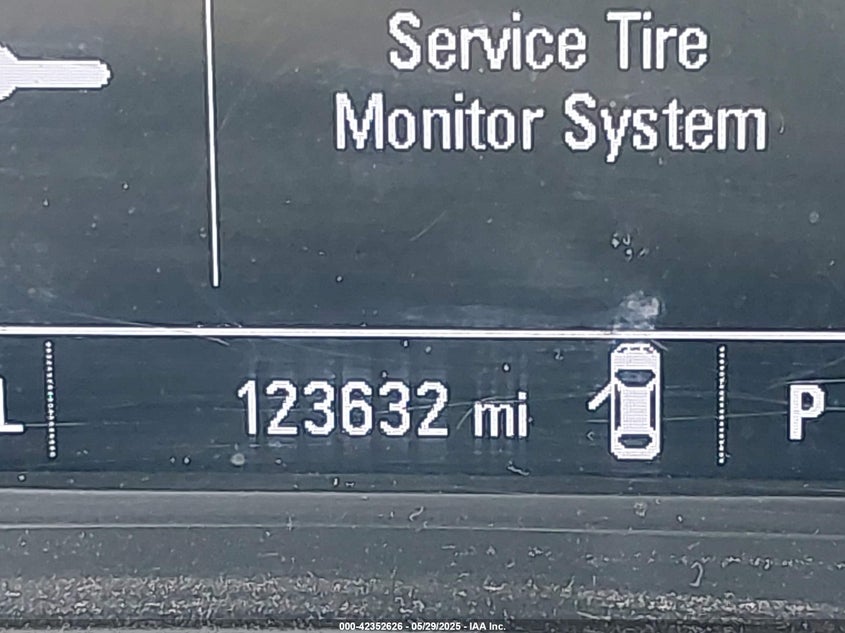 Service Tire
Monitor System
L
123632 mi
P
000-42352626 - 05/29/2025 - IAA Inc.